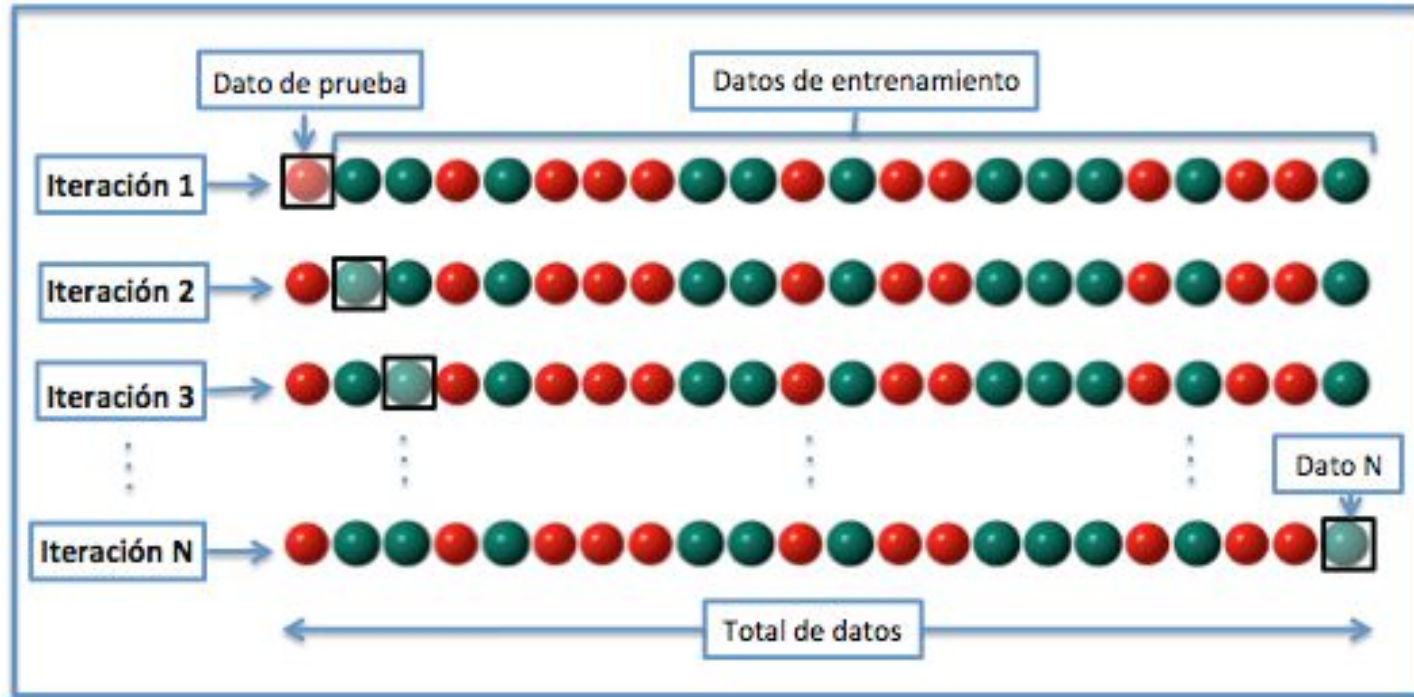 Dato de prueba
Datos de entrenamiento
Iteración 1
Iteración 2
Iteración 3
Dato N
Iteración N
Total de datos